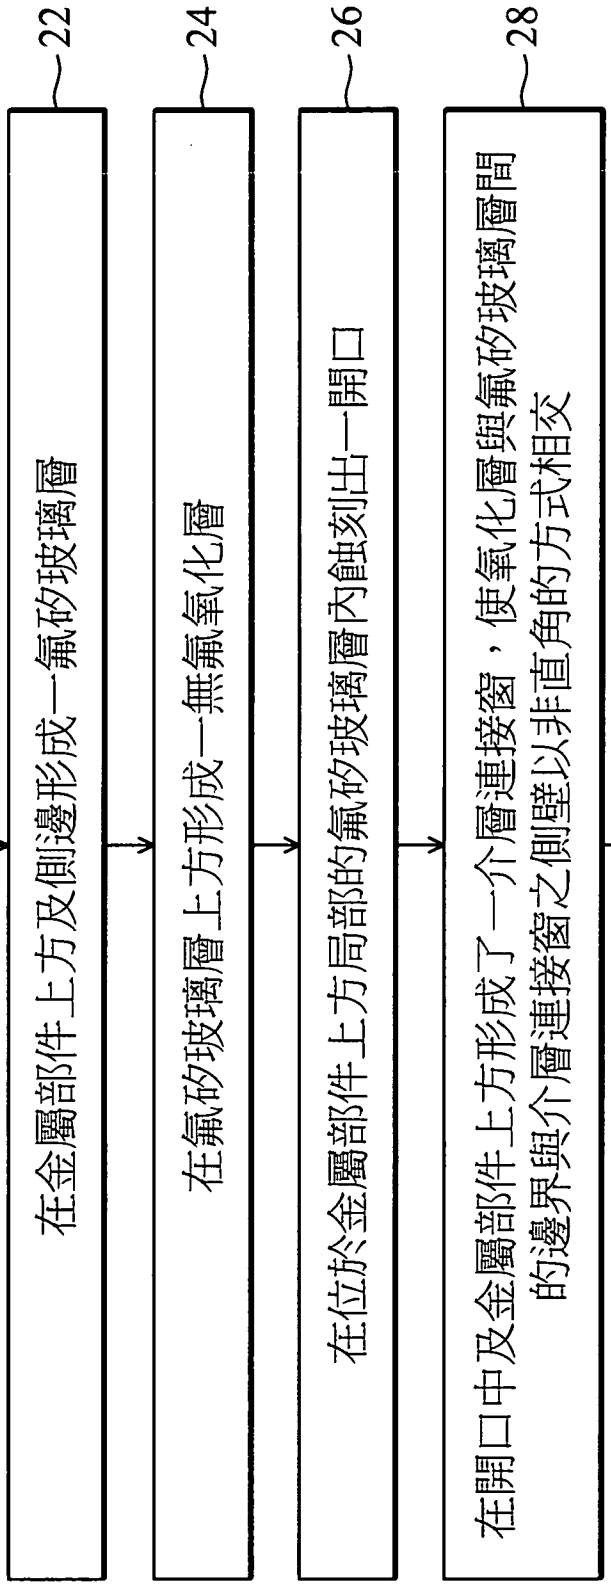 在金屬部件上方及側邊形成一氟矽玻璃層
22
在氟矽玻璃層上方形成一無氟氧化層
24
在位於金屬部件上方局部的氟矽玻璃層內蝕刻出一開口
26
在開口中及金屬部件上方形成了一介層連接窗，使氧化層與氟矽玻璃層間
的邊界與介層連接窗之側壁以非直角的方式相交
28